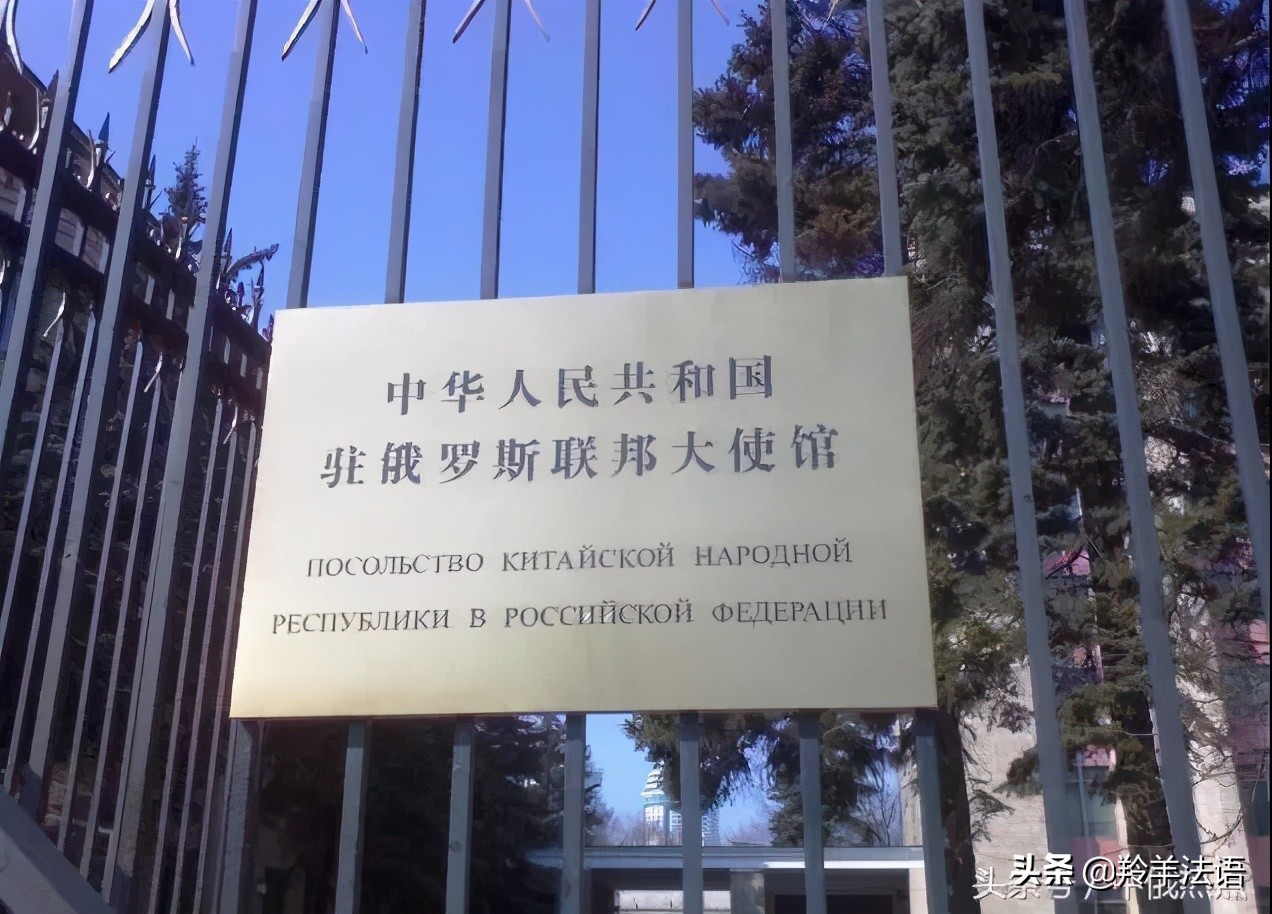 中华人民共和国
驻俄罗斯联邦大使馆
ПОСОЛЬСТВО КИТАЙСКОЙ НАРОДНОЙ
РЕСПУБЛИКИ В РОССИЙСКОЙ ФЕДЕРАЦИИ
头条 @羚羊法语